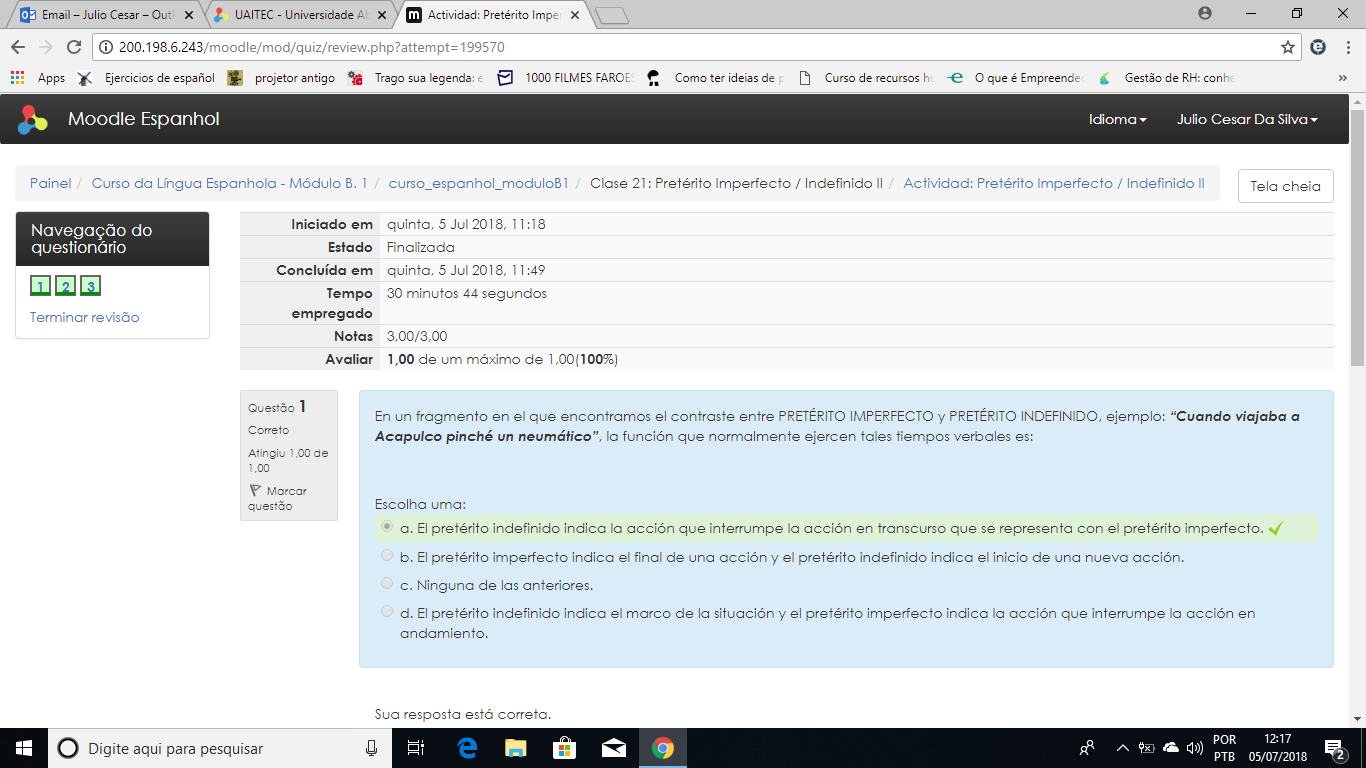 Email – Julio Cesar – Outl
UAITEC - Universidade Ab
Actividad: Pretérito Imper
200.198.6.243/moodle/mod/quiz/review.php?attempt=199570
Apps
Ejercicios de español
projetor antigo
Trago sua legenda: e
1000 FILMES FAROES
Como ter ideias de p
Curso de recursos hu
O que é Empreende
Gestão de RH: conhe
»
Moodle Espanhol
Idioma
Julio Cesar Da Silva
Painel / Curso da Língua Espanhola - Módulo B. 1 / curso_espanhol_moduloB1 / Clase 21: Pretérito Imperfecto / Indefinido II / Actividad: Pretérito Imperfecto / Indefinido II
Tela cheia
Navegação do
questionário
1 2 3
Terminar revisão
Iniciado em quinta, 5 Jul 2018, 11:18
Estado Finalizada
Concluída em quinta, 5 Jul 2018, 11:49
Tempo 30 minutos 44 segundos
empregado
Notas 3,00/3,00
Avaliar 1,00 de um máximo de 1,00(100%)
Questão 1
Correto
Atingiu 1,00 de
1,00
Marcar
questão
En un fragmento en el que encontramos el contraste entre PRETÉRITO IMPERFECTO y PRETÉRITO INDEFINIDO, ejemplo: “Cuando viajaba a
Acapulco pinché un neumático”, la función que normalmente ejercen tales tiempos verbales es:
Escolha uma:
a. El pretérito indefinido indica la acción que interrumpe la acción en transcurso que se representa con el pretérito imperfecto.
b. El pretérito imperfecto indica el final de una acción y el pretérito indefinido indica el inicio de una nueva acción.
c. Ninguna de las anteriores.
d. El pretérito indefinido indica el marco de la situación y el pretérito imperfecto indica la acción que interrumpe la acción en
andamiento.
Sua resposta está correta.
Digite aqui para pesquisar
POR
PTB
12:17
05/07/2018
2